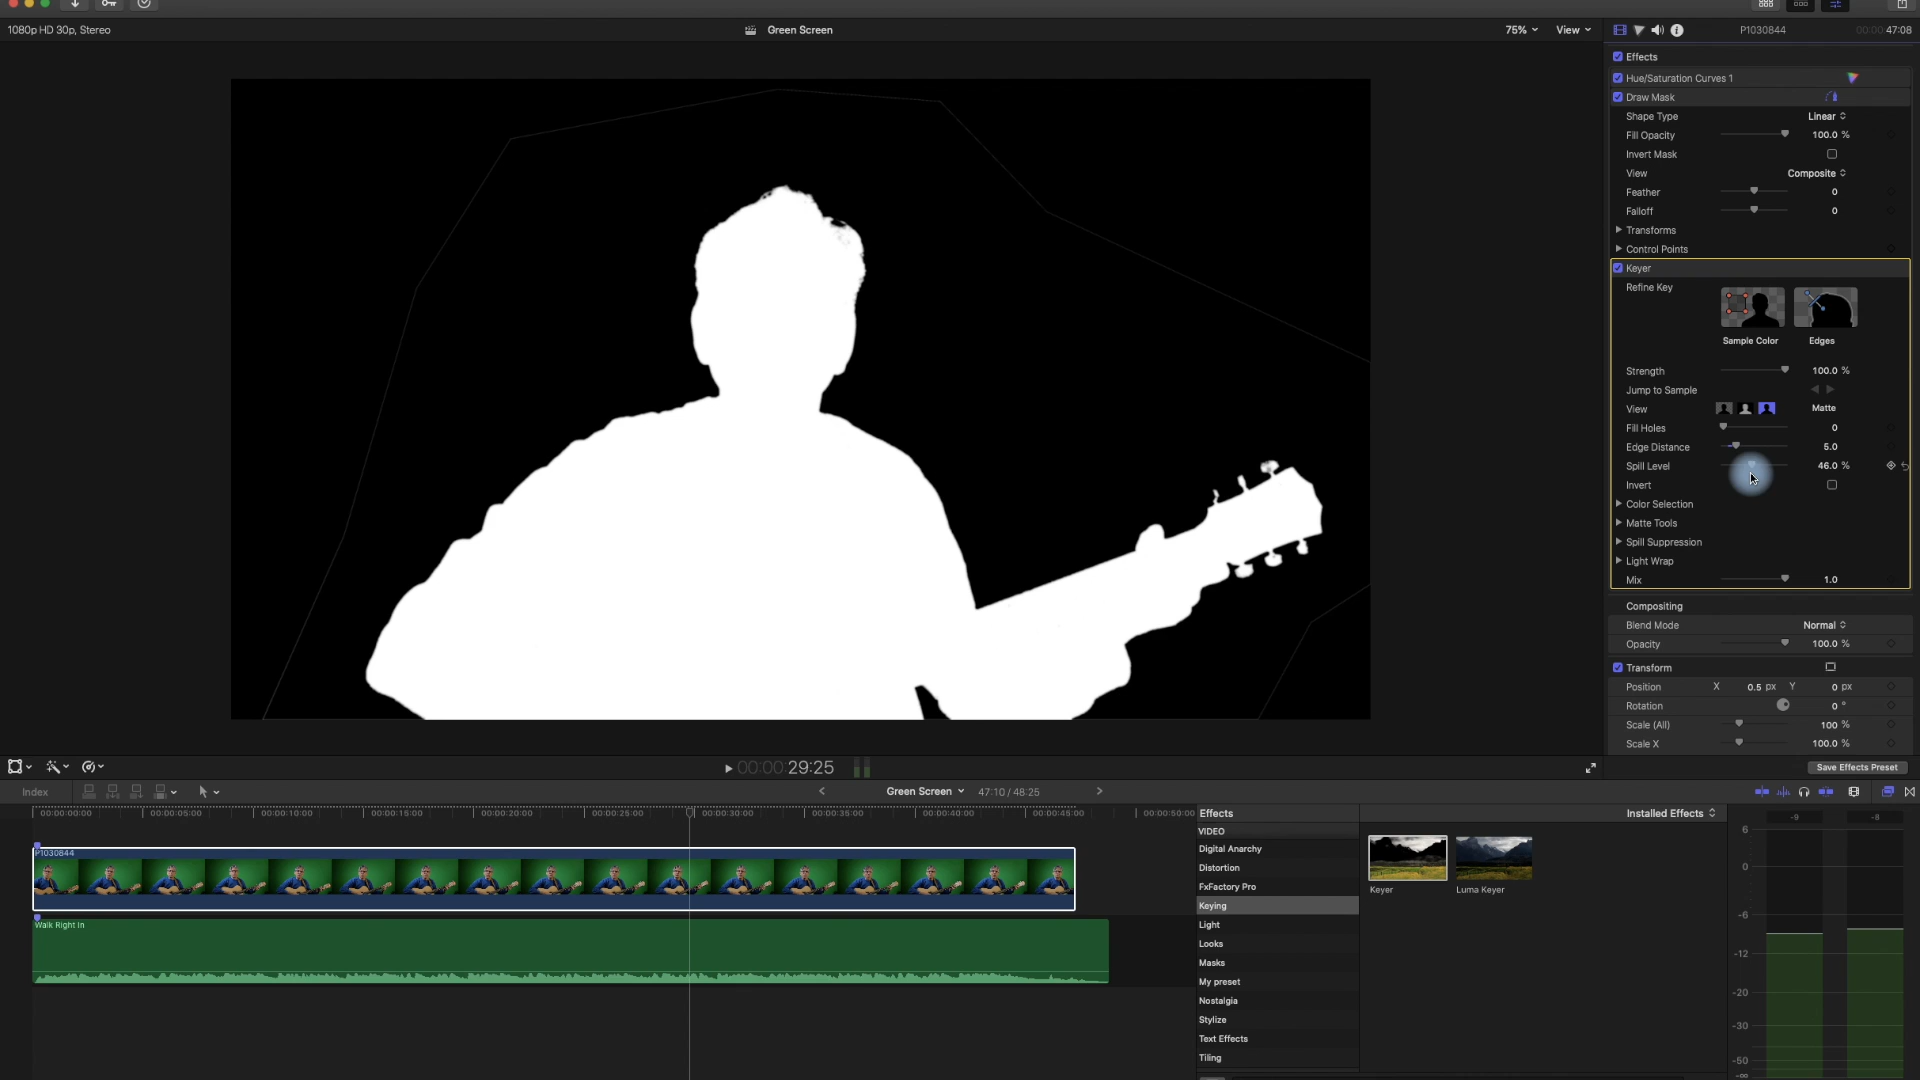 1080p HD 30p, Stereo
Green Screen
75%
View
P1030844
00:00:47:08
Effects
Hue/Saturation Curves 1
Draw Mask
Shape Type
Linear
Fill Opacity
100.0 %
Invert Mask
View
Composite
Feather
0
Falloff
0
Transforms
Control Points
Keyer
Refine Key
Sample Color
Edges
Strength
100.0 %
Jump to Sample
View
Matte
Fill Holes
0
Edge Distance
5.0
Spill Level
46.0 %
Invert
Color Selection
Matte Tools
Spill Suppression
Light Wrap
Mix
1.0
Compositing
Blend Mode
Normal
Opacity
100.0 %
Transform
Position
X 0.5 px Y 0 px
Rotation
0 °
Scale (All)
100 %
Scale X
100.0 %
00:00:29:25
Save Effects Preset
Index
Green Screen
47:10 / 48:25
00:00:00:00
00:00:05:00
00:00:10:00
00:00:15:00
00:00:20:00
00:00:25:00
00:00:30:00
00:00:35:00
00:00:40:00
00:00:45:00
00:00:50:00
P1030844
Walk Right In
Effects
Installed Effects
VIDEO
Digital Anarchy
Distortion
FxFactory Pro
Keying
Light
Looks
Masks
My preset
Nostalgia
Stylize
Text Effects
Tiling
Keyer
Luma Keyer
-9
-8
6
0
-6
-12
-20
-30
-50
-∞